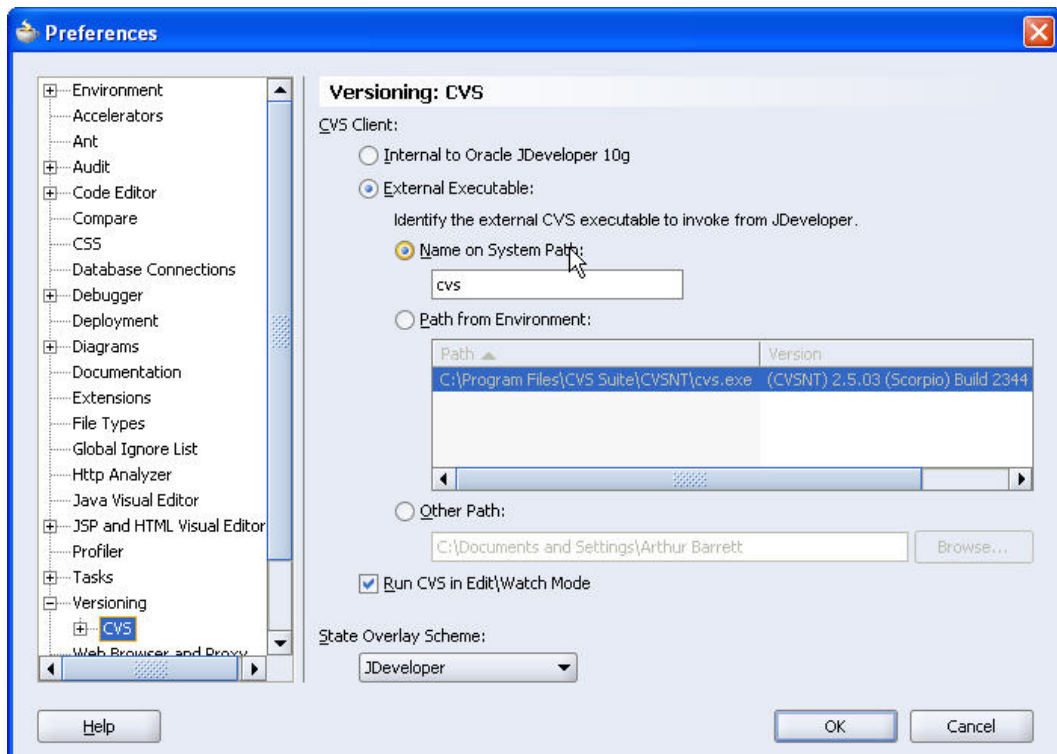 Preferences
Environment
Accelerators
Ant
Audit
Code Editor
Compare
CSS
Database Connections
Debugger
Deployment
Diagrams
Documentation
Extensions
File Types
Global Ignore List
Http Analyzer
Java Visual Editor
JSP and HTML Visual Editor
Profiler
Tasks
Versioning
CVS
Web Browser and Proxy
Versioning: CVS
CVS Client:
Internal to Oracle JDeveloper 10g
External Executable:
Identify the external CVS executable to invoke from JDeveloper.
Name on System Path:
cvs
Path from Environment:
Path Version
C:\Program Files\CVS Suite\CVSNT\cvs.exe (CVSNT) 2.5.03 (Scorpio) Build 2344
Other Path:
C:\Documents and Settings\Arthur Barrett Browse...
Run CVS in Edit\Watch Mode
State Overlay Scheme:
JDeveloper
Help OK Cancel